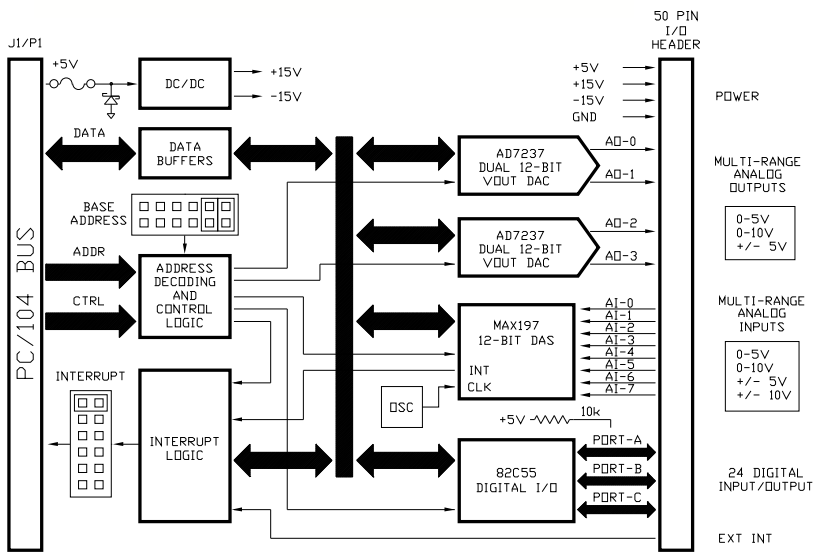 50 PIN
I/O
HEADER
J1/P1
+5V
DC/DC
+15V
-15V
+5V
+15V
-15V
GND
POWER
DATA
DATA
BUFFERS
AD7237
DUAL 12-BIT
VOUT DAC
AO-0
AO-1
MULTI-RANGE
ANALOG
OUTPUTS
0-5V
0-10V
+/- 5V
BASE
ADDRESS
AD7237
DUAL 12-BIT
VOUT DAC
AO-2
AO-3
PC/104 BUS
ADDR
CTRL
ADDRESS
DECODING
AND
CONTROL
LOGIC
MAX197
12-BIT DAS
INT
CLK
AI-0
AI-1
AI-2
AI-3
AI-4
AI-5
AI-6
AI-7
MULTI-RANGE
ANALOG
INPUTS
0-5V
0-10V
+/- 5V
+/- 10V
INTERRUPT
OSC
INTERRUPT
LOGIC
+5V
10k
82C55
DIGITAL I/O
PORT-A
PORT-B
PORT-C
24 DIGITAL
INPUT/OUTPUT
EXT INT